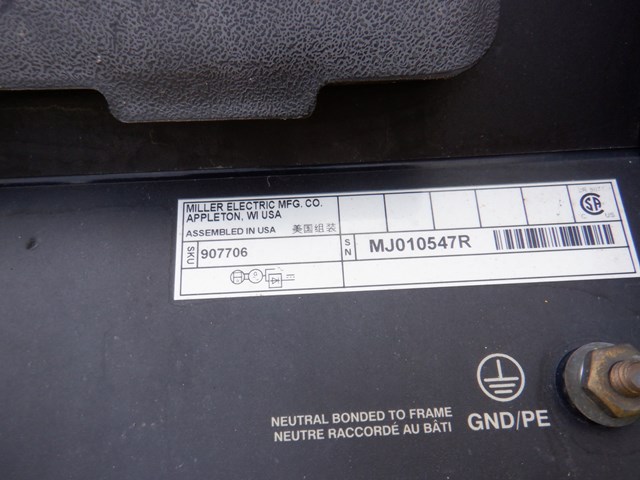 MILLER ELECTRIC MFG. CO.
APPLETON, WI USA
ASSEMBLED IN USA 美国组装
SKU 907706
SN MJ010547R
C US
NEUTRAL BONDED TO FRAME
NEUTRE RACCORDÉ AU BÂTI
GND/PE